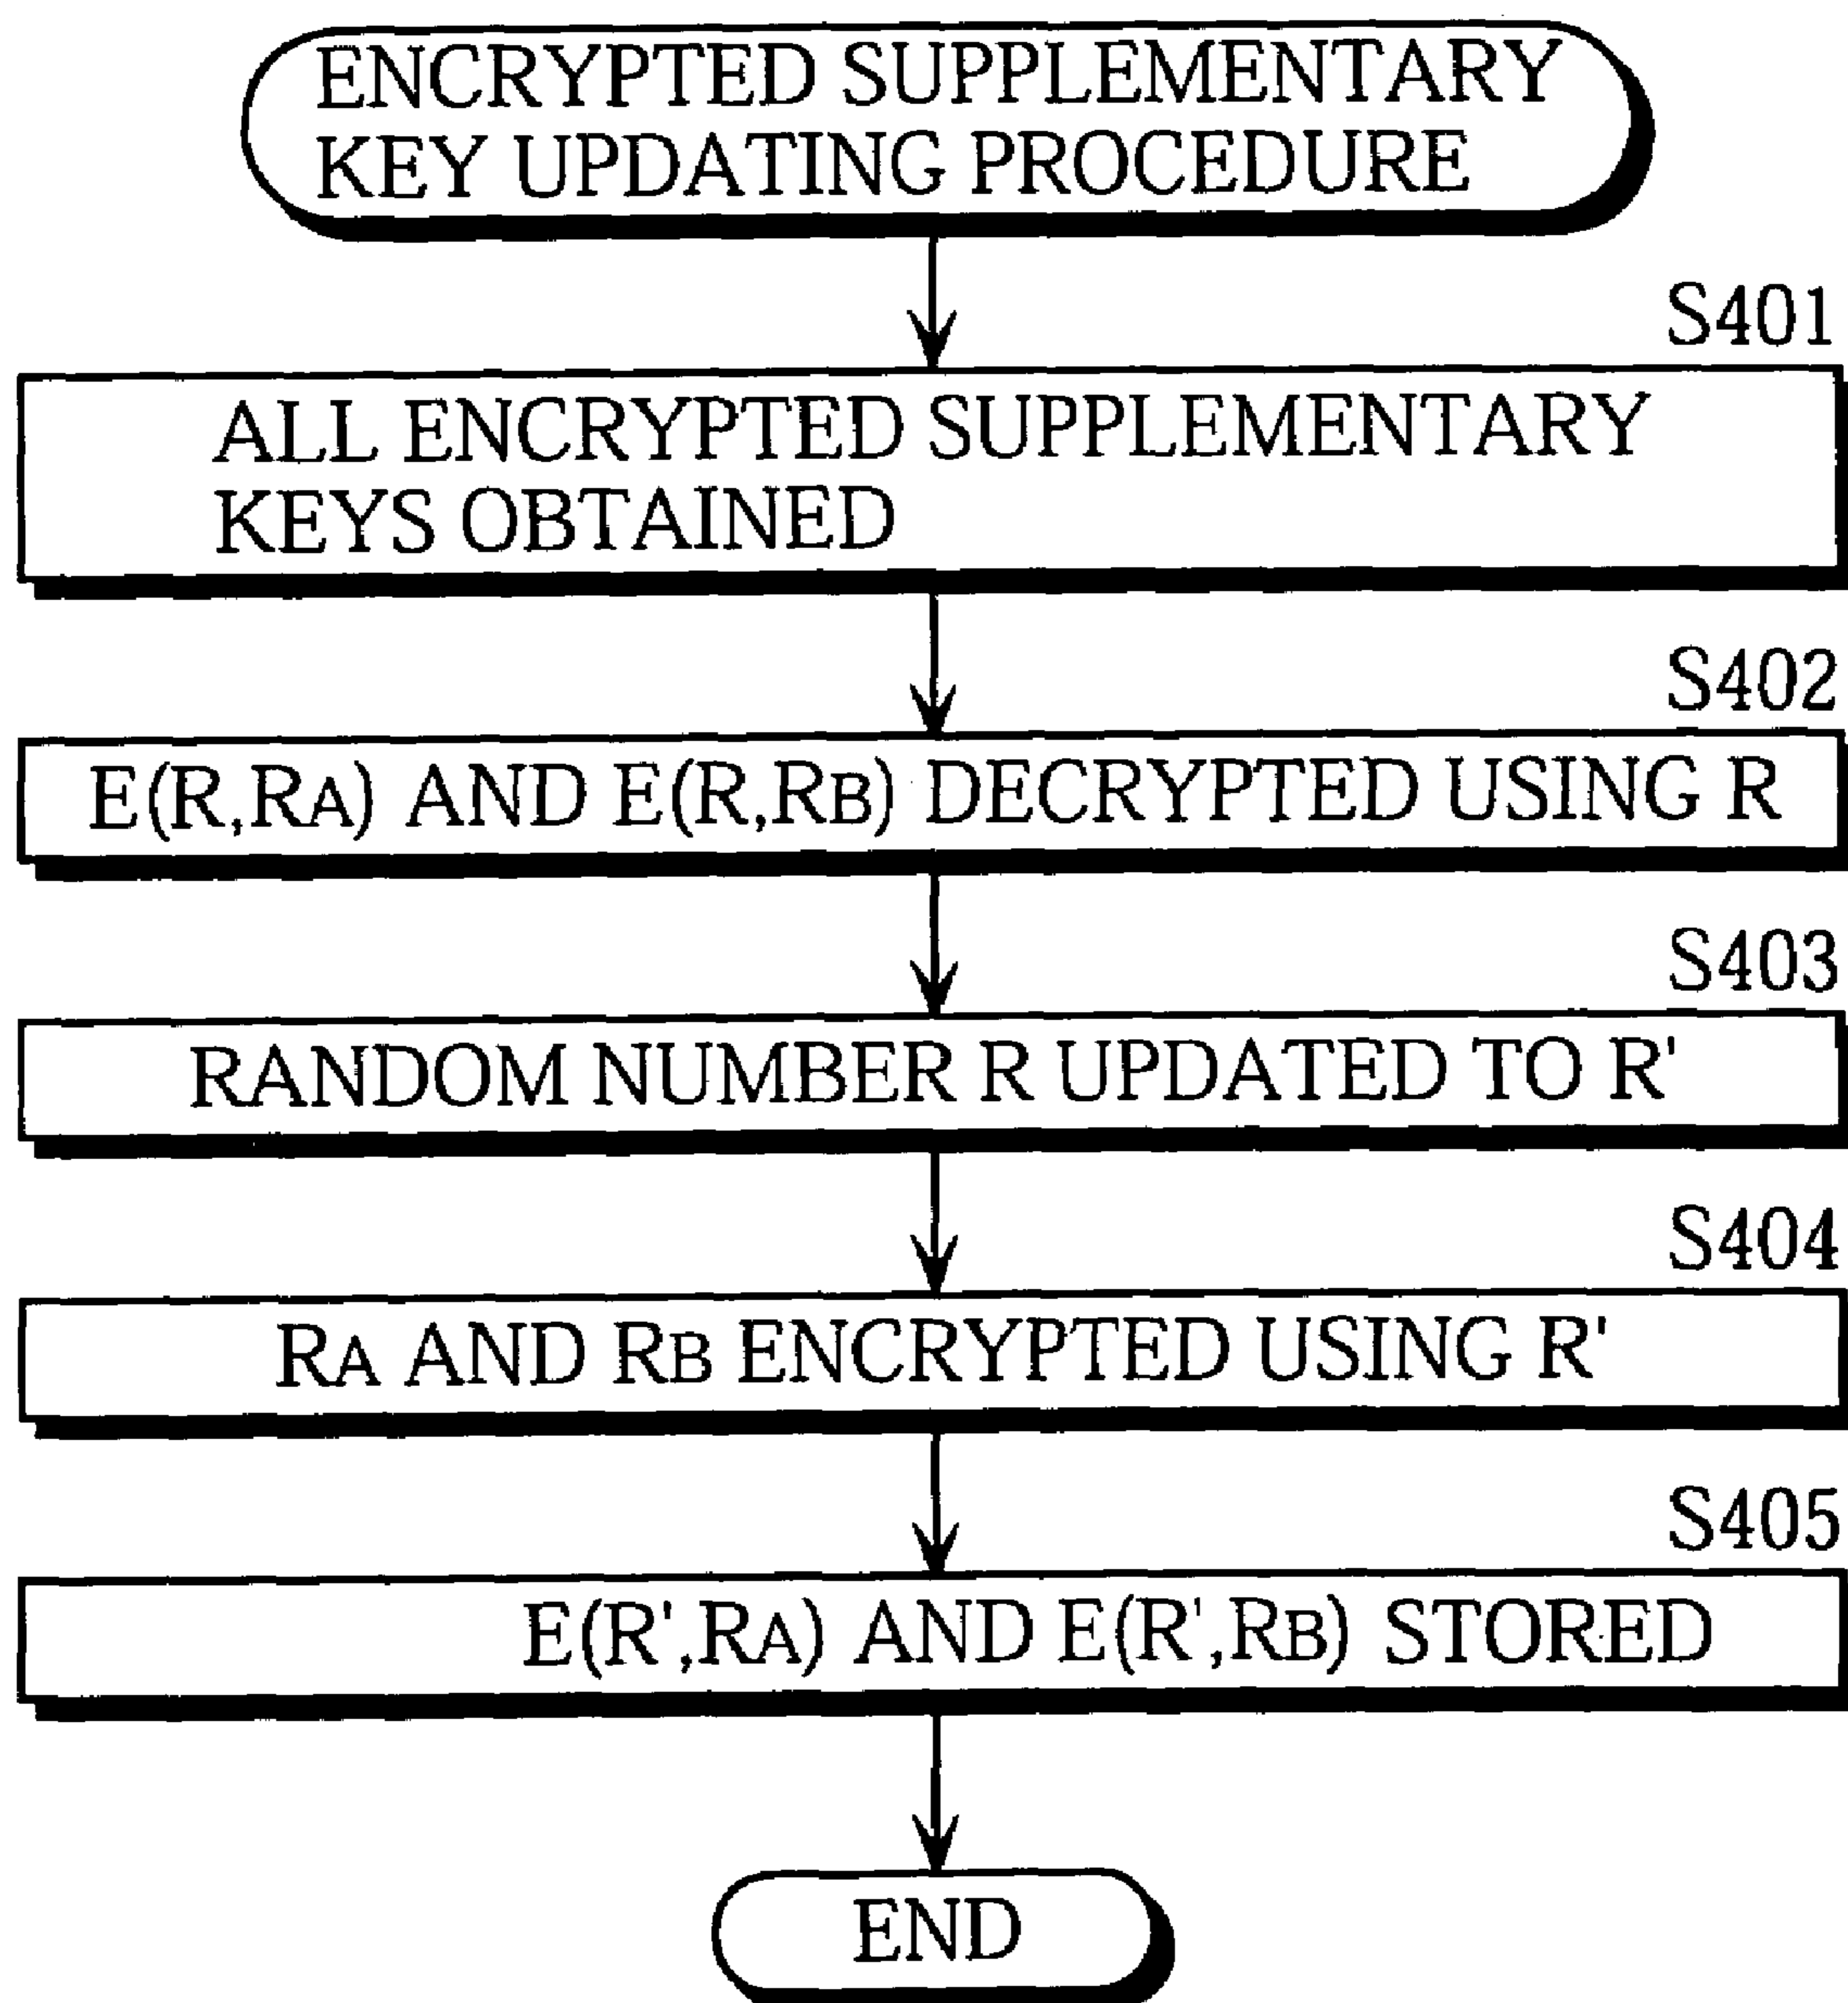 ENCRYPTED SUPPLEMENTARY
KEY UPDATING PROCEDURE
S401
ALL ENCRYPTED SUPPLEMENTARY
KEYS OBTAINED
S402
E(R,RA) AND E(R,RB) DECRYPTED USING R
S403
RANDOM NUMBER R UPDATED TO R'
S404
RA AND RB ENCRYPTED USING R'
S405
E(R',RA) AND E(R',RB) STORED
END